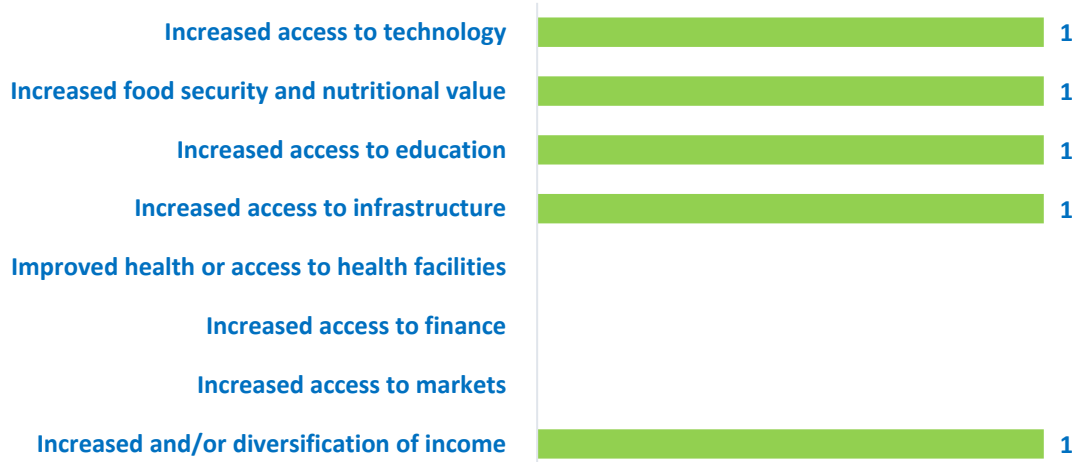 Increased access to technology 1
Increased food security and nutritional value 1
Increased access to education 1
Increased access to infrastructure 1
Improved health or access to health facilities
Increased access to finance
Increased access to markets
Increased and/or diversification of income 1